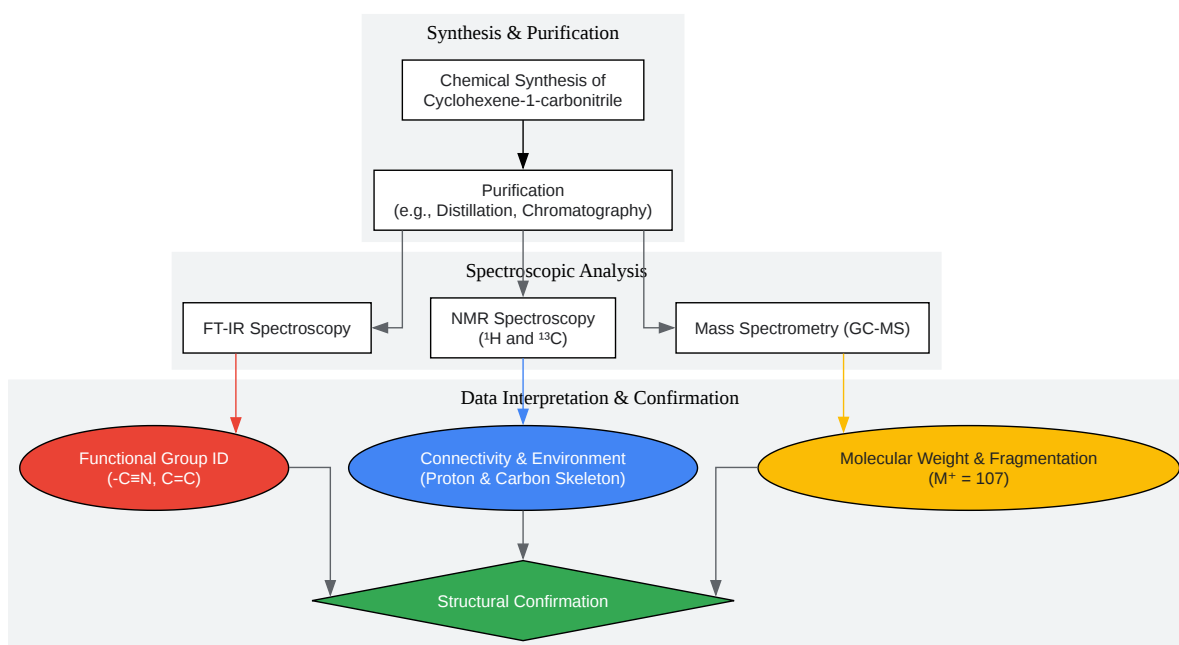 Synthesis & Purification
Chemical Synthesis of
Cyclohexene-1-carbonitrile
Purification
(e.g., Distillation, Chromatography)
Spectroscopic Analysis
FT-IR Spectroscopy
NMR Spectroscopy
(¹H and ¹³C)
Mass Spectrometry (GC-MS)
Data Interpretation & Confirmation
Functional Group ID
(-C≡N, C=C)
Connectivity & Environment
(Proton & Carbon Skeleton)
Molecular Weight & Fragmentation
(M⁺ = 107)
Structural Confirmation